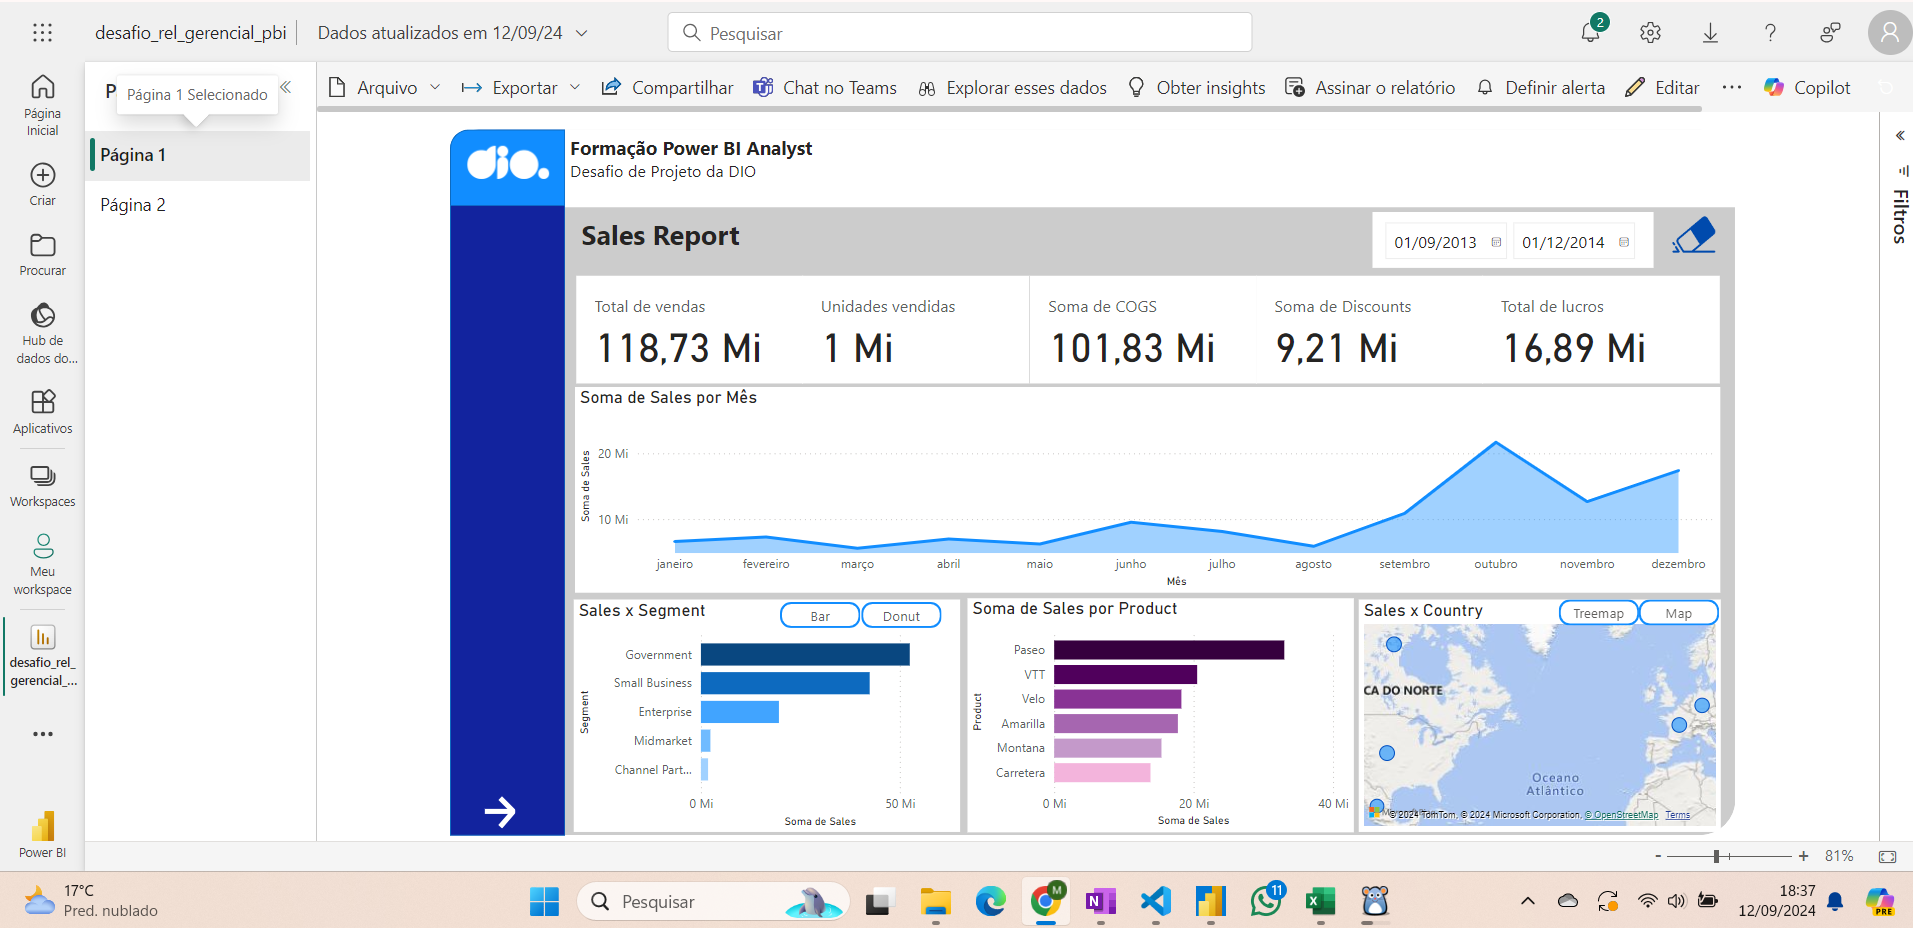 desafio_rel_gerencial_pbi
Dados atualizados em 12/09/24
Pesquisar
2
Página Inicial
Criar
Procurar
Hub de dados do...
Aplicativos
Workspaces
Meu workspace
desafio_rel_gerencial_...
Power BI
P
Página 1 Selecionado
Página 1
Página 2
Arquivo
Exportar
Compartilhar
Chat no Teams
Explorar esses dados
Obter insights
Assinar o relatório
Definir alerta
Editar
Copilot
dio.
Formação Power BI Analyst
Desafio de Projeto da DIO
Sales Report
01/09/2013
01/12/2014
Total de vendas
118,73 Mi
Unidades vendidas
1 Mi
Soma de COGS
101,83 Mi
Soma de Discounts
9,21 Mi
Total de lucros
16,89 Mi
Soma de Sales por Mês
Soma de Sales
20 Mi
10 Mi
janeiro
fevereiro
março
abril
maio
junho
julho
agosto
setembro
outubro
novembro
dezembro
Mês
Sales x Segment
Bar
Donut
Segment
Government
Small Business
Enterprise
Midmarket
Channel Part...
0 Mi
50 Mi
Soma de Sales
Soma de Sales por Product
Product
Paseo
VTT
Velo
Amarilla
Montana
Carretera
0 Mi
20 Mi
40 Mi
Soma de Sales
Sales x Country
Treemap
Map
CA DO NORTE
Oceano
Atlântico
© 2024 TomTom, © 2024 Microsoft Corporation, © OpenStreetMap Terms
Filtros
- + 81%
17°C
Pred. nublado
Pesquisar
M
N
11
X
PRE
18:37
12/09/2024